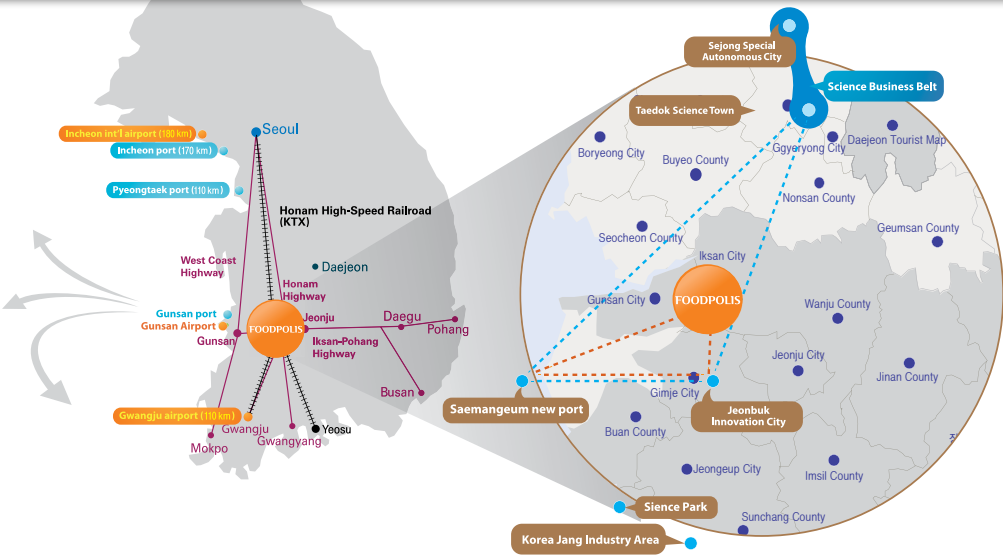 Seoul
Incheon int'l airport (180 km)
Incheon port (170 km)
Pyeongtaek port (110 km)
Honam High-Speed Railroad
(KTX)
West Coast
Highway
Daejeon
Honam
Highway
Gunsan port
Gunsan Airport
Gunsan
FOODPOLIS
Jeonju
Iksan-Pohang
Highway
Daegu
Pohang
Busan
Gwangju airport (110 km)
Gwangju
Mokpo
Gwangyang
Yeosu
Sejong Special
Autonomous City
Science Business Belt
Taedok Science Town
Boryeong City
Buyeo County
Ggyeryong City
Daejeon Tourist Map
Nonsan County
Seocheon County
Geumsan County
Iksan City
Gunsan City
FOODPOLIS
Wanju County
Jeonju City
Jinan County
Gimje City
Saemangeum new port
Jeonbuk
Innovation City
Buan County
Jeongeup City
Imsil County
Sience Park
Sunchang County
Korea Jang Industry Area